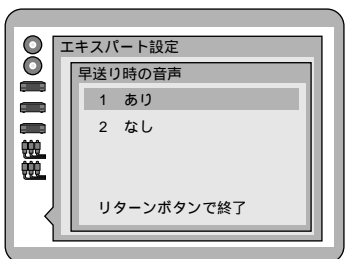 エキスパート設定
早送り時の音声
1 あり
2 なし
リターンボタンで終了